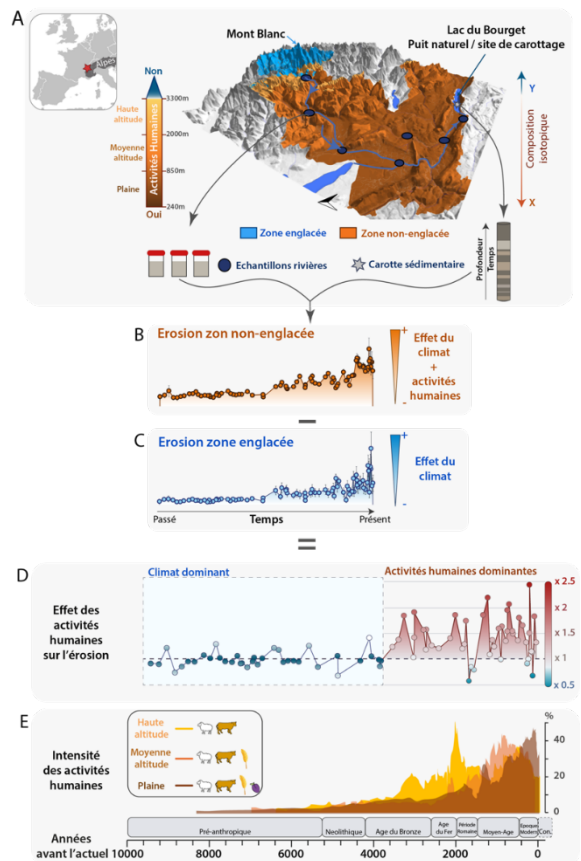 A
Alpes
Mont Blanc
Lac du Bourget
Puit naturel / site de carottage
Non
3300m
Haute
altitude
2000m
Moyenne
altitude
850m
Plaine
240m
Oui
Activités Humaines
Y
Composition
isotopique
X
Zone englacée
Zone non-englacée
Echantillons rivières
Carotte sédimentaire
Profondeur
Temps
B
Erosion zon non-englacée
+
-
Effet du
climat
+
activités
humaines
C
Erosion zone englacée
+
-
Effet du
climat
Passé
Temps
Présent
D
Climat dominant
Activités humaines dominantes
Effet des
activités
humaines
sur l'érosion
x 2.5
x 2
x 1.5
x 1
x 0.5
E
Intensité
des activités
humaines
Haute
altitude
Moyenne
altitude
Plaine
%
40
20
0
Pré-anthropique
Neolithique
Age du Bronze
Age
du Fer
Période
Romaine
Moyen-Age
Epoque
Modern
Con.
Années
avant l'actuel
10000
8000
6000
4000
2000
0